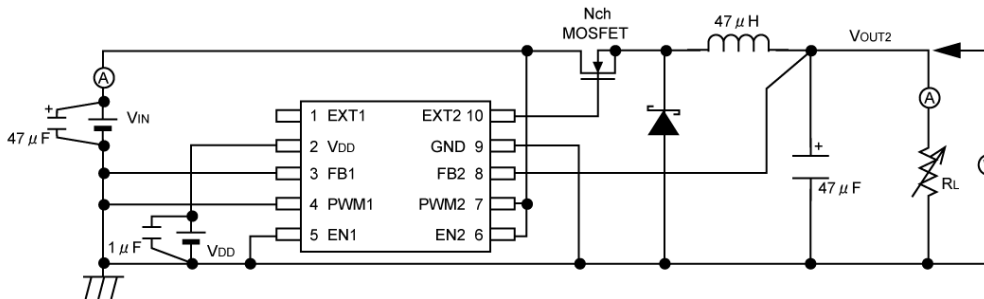 Nch
MOSFET
47μH
VOUT2
A
+
VIN
47μF
1 EXT1
2 VDD
3 FB1
4 PWM1
5 EN1
EXT2 10
GND 9
FB2 8
PWM2 7
EN2 6
1μF
VDD
+
47μF
A
RL